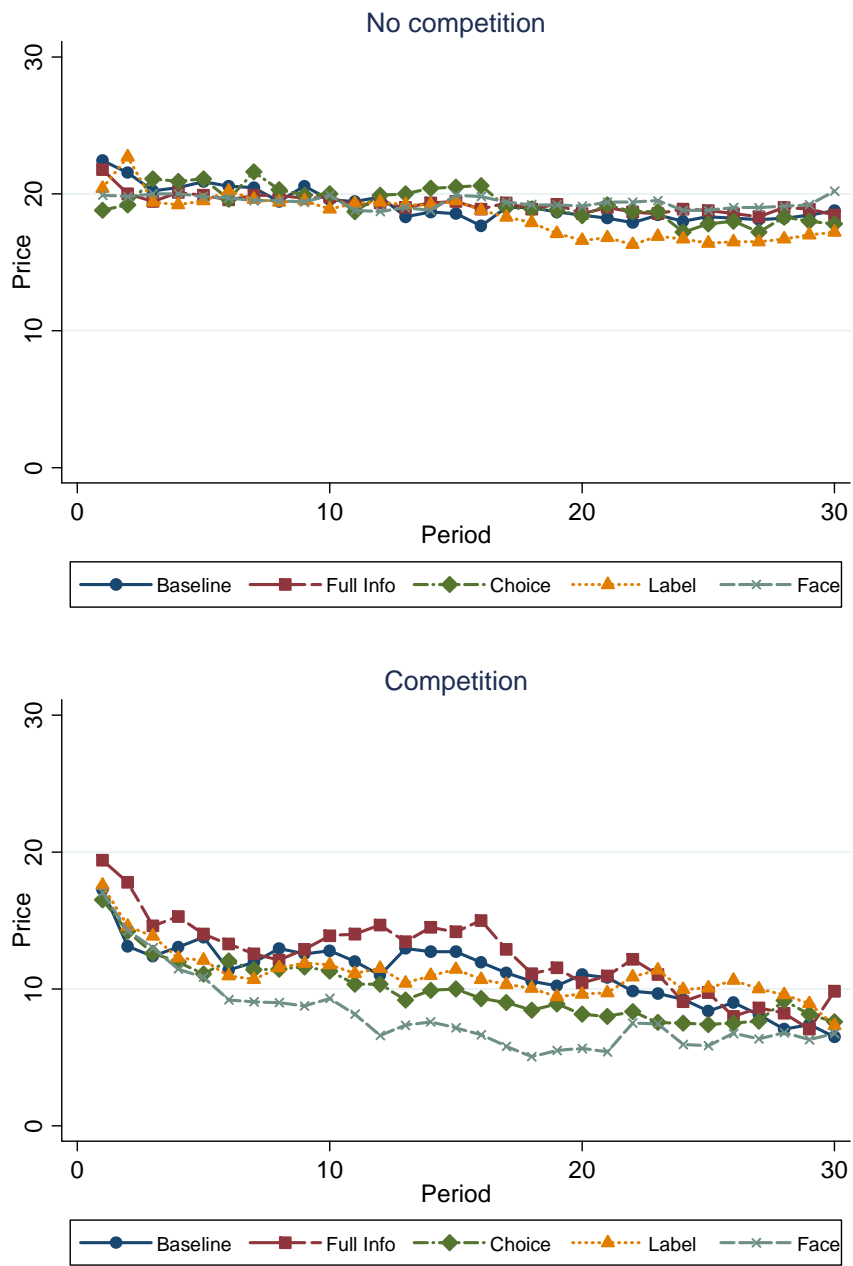 No competition
30
20
10
0
Price
0 10 20 30
Period
Baseline Full Info Choice Label Face
Competition
30
20
10
0
Price
0 10 20 30
Period
Baseline Full Info Choice Label Face